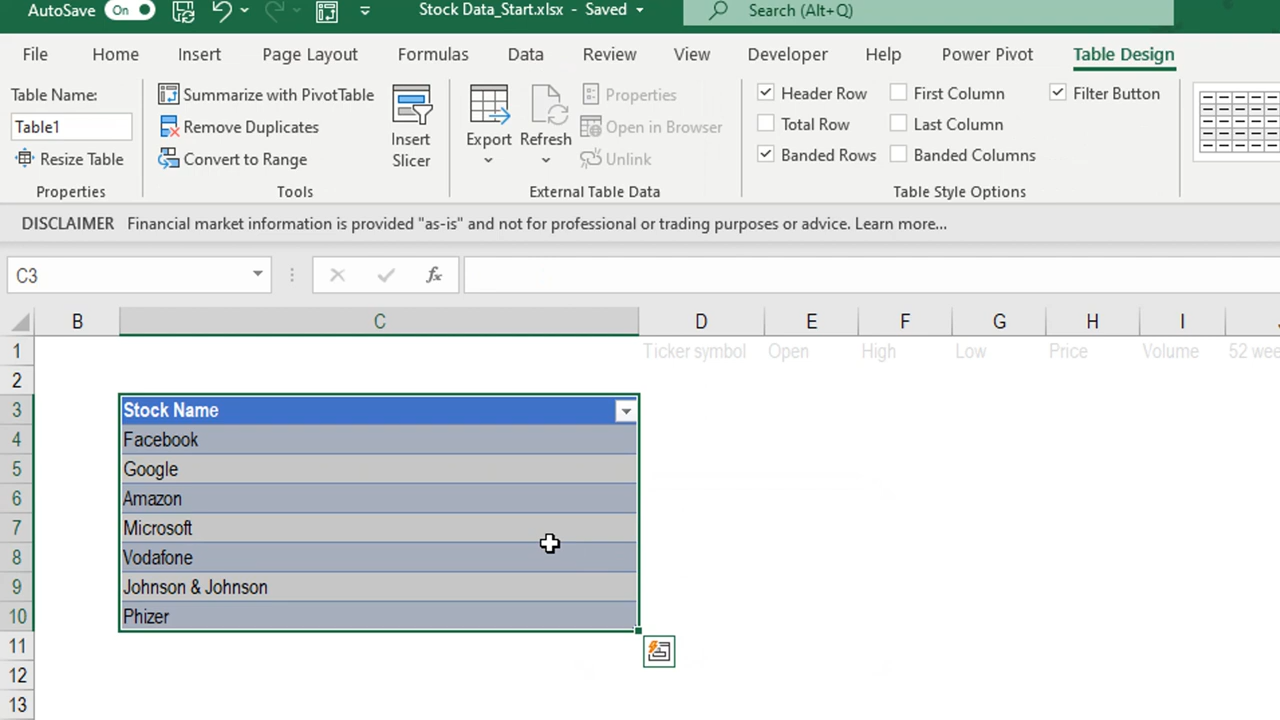 AutoSave On Stock Data_Start.xlsx - Saved Search (Alt+Q)
File Home Insert Page Layout Formulas Data Review View Developer Help Power Pivot Table Design
Table Name:
Table1
Resize Table
Properties
Summarize with PivotTable
Remove Duplicates
Convert to Range
Insert
Slicer
Tools
Export
Refresh
Properties
Open in Browser
Unlink
External Table Data
Header Row First Column Filter Button
Total Row Last Column
Banded Rows Banded Columns
Table Style Options
DISCLAIMER Financial market information is provided "as-is" and not for professional or trading purposes or advice. Learn more...
C3 fx
B C D E F G H I
1 Ticker symbol Open High Low Price Volume 52 wee
2
3 Stock Name
4 Facebook
5 Google
6 Amazon
7 Microsoft
8 Vodafone
9 Johnson & Johnson
10 Phizer
11
12
13